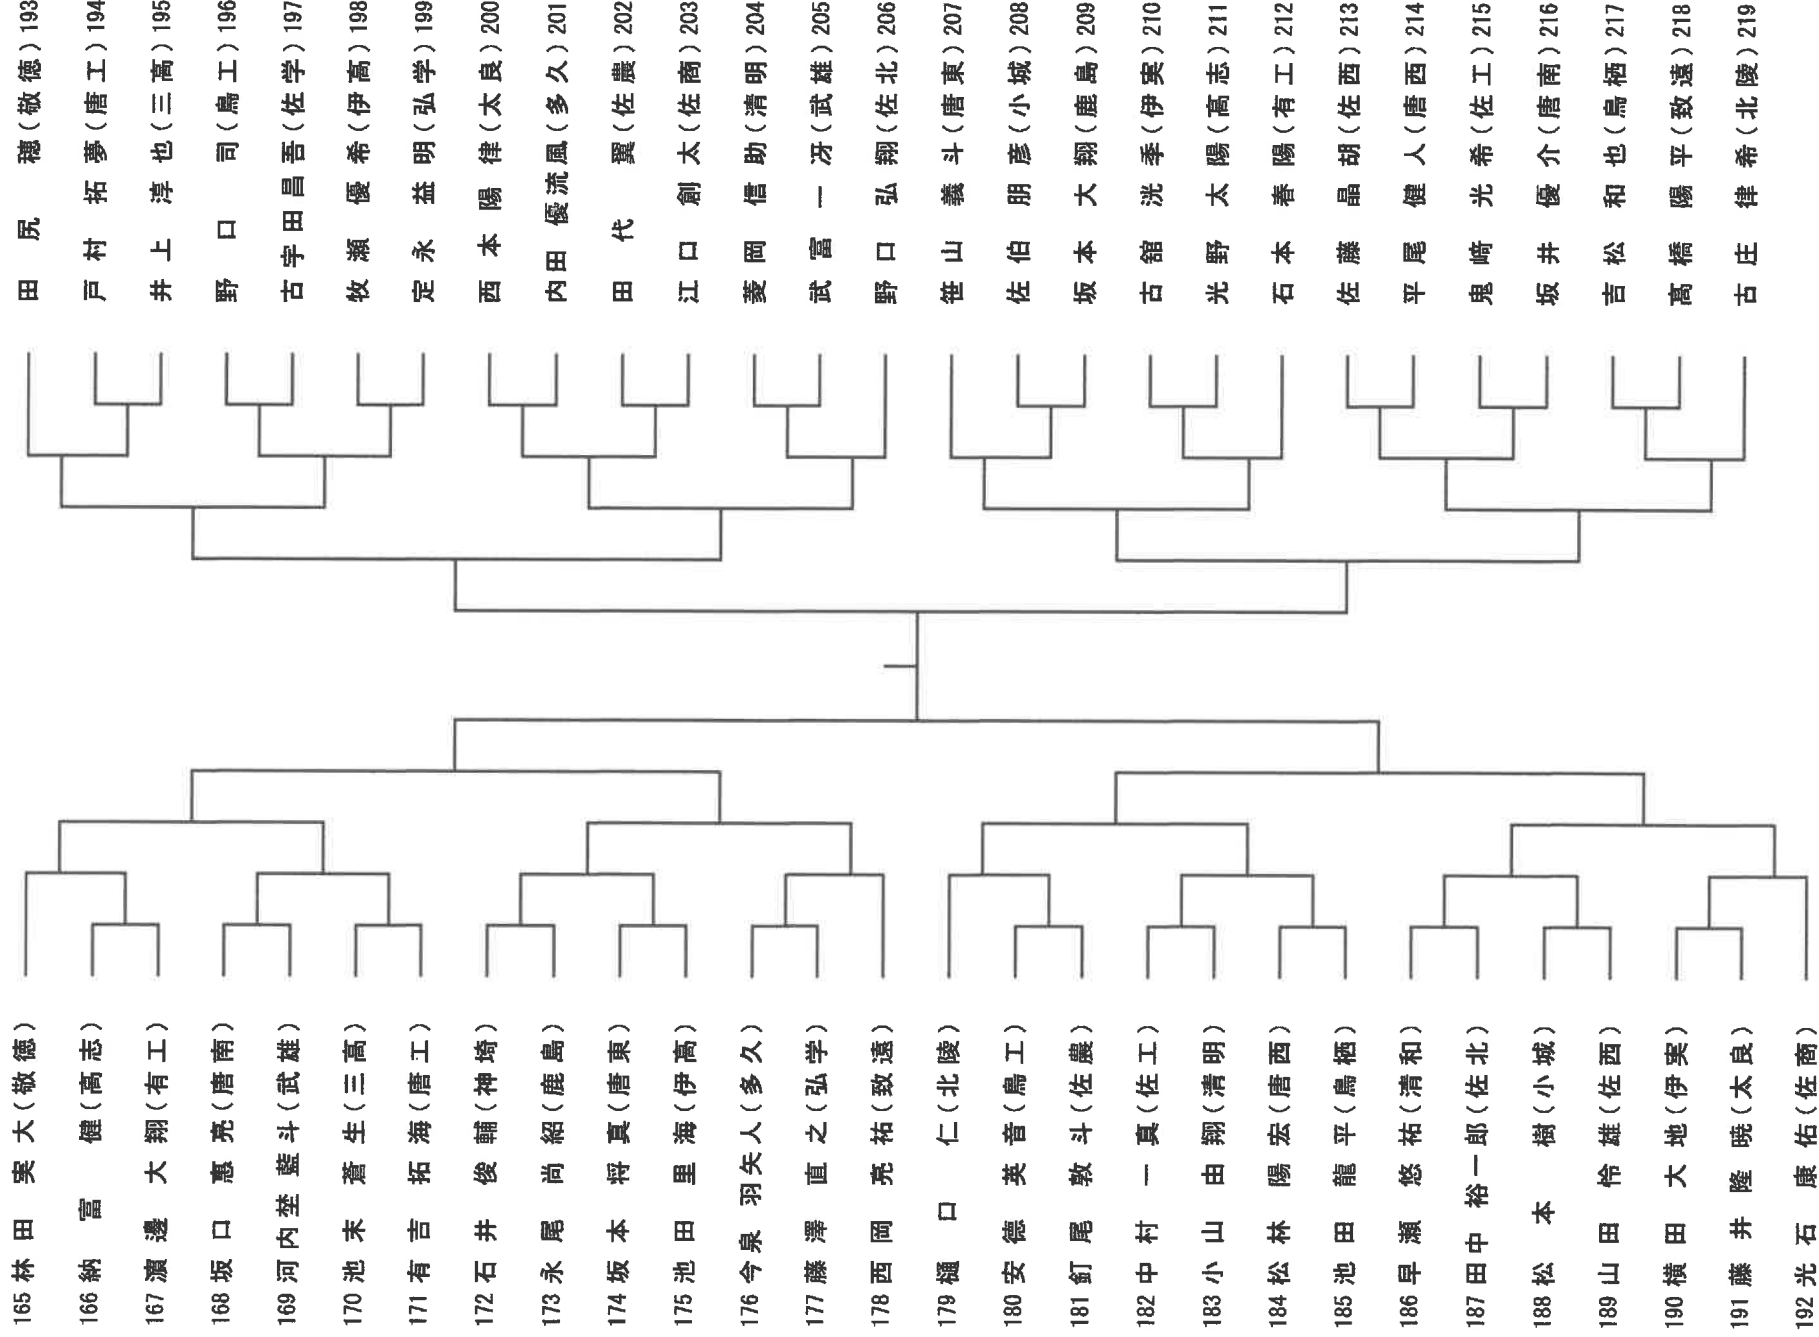 165 林田 実大(敬徳)
166 納富 健(高志)
167 濵邊 大翔(有工)
168 坂口 惠亮(唐南)
169 河内埜 藍斗(武雄)
170 池末 蒼生(三高)
171 有吉 拓海(唐工)
172 石井 俊輔(神埼)
173 永尾 尚紹(鹿島)
174 坂本 将真(唐東)
175 池田 里海(伊高)
176 今泉 羽矢人(多久)
177 藤澤 直之(弘学)
178 西岡 亮祐(致遠)
179 樋口 仁(北陵)
180 安德 英音(鳥工)
181 釘尾 敦斗(佐農)
182 中村 一真(佐工)
183 小山 由翔(清明)
184 松林 陽宏(唐西)
185 池田 龍平(鳥栖)
186 早瀬 悠祐(清和)
187 田中 裕一郎(佐北)
188 松本 樹(小城)
189 山田 怜雄(佐西)
190 横田 大地(伊実)
191 藤井 隆暁(太良)
192 光石 康佑(佐商)
田尻 穂(敬徳)193
戸村 拓夢(唐工)194
井上 淳也(三高)195
野口 司(鳥工)196
古宇田 昌吾(佐学)197
牧瀬 優希(伊高)198
定永 益明(弘学)199
西本 陽律(太良)200
内田 優流風(多久)201
田代 翼(佐農)202
江口 創太(佐商)203
菱岡 信助(清明)204
武富 一冴(武雄)205
野口 弘翔(佐北)206
笹山 義斗(唐東)207
佐伯 朋彦(小城)208
坂本 大翔(鹿島)209
古舘 洸季(伊実)210
光野 太陽(高志)211
石本 春陽(有工)212
佐藤 晶胡(佐西)213
平尾 健人(唐西)214
鬼﨑 光希(佐工)215
坂井 優介(唐南)216
吉松 和也(鳥栖)217
髙橋 陽平(致遠)218
古庄 律希(北陵)219